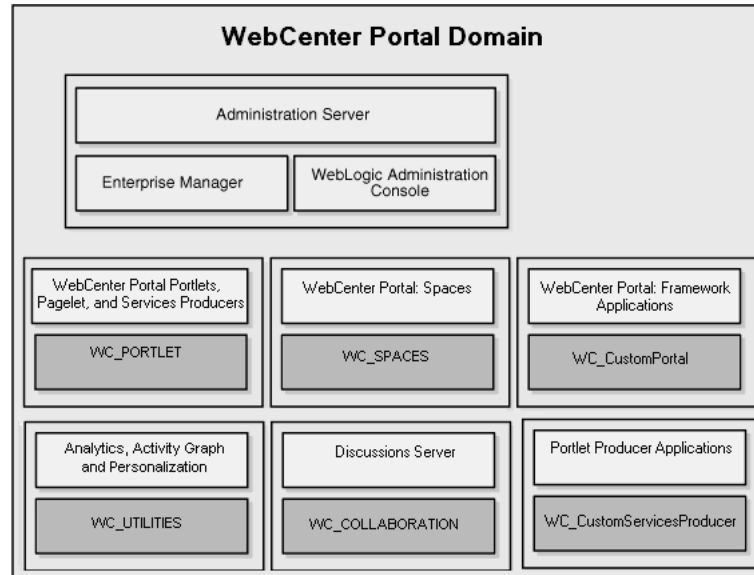 WebCenter Portal Domain
Administration Server
Enterprise Manager
WebLogic Administration
Console
WebCenter Portal Portlets,
Pagelet, and Services Producers
WC_PORTLET
WebCenter Portal: Spaces
WC_SPACES
WebCenter Portal: Framework
Applications
WC_CustomPortal
Analytics, Activity Graph
and Personalization
WC_UTILITIES
Discussions Server
WC_COLLABORATION
Portlet Producer Applications
WC_CustomServicesProducer